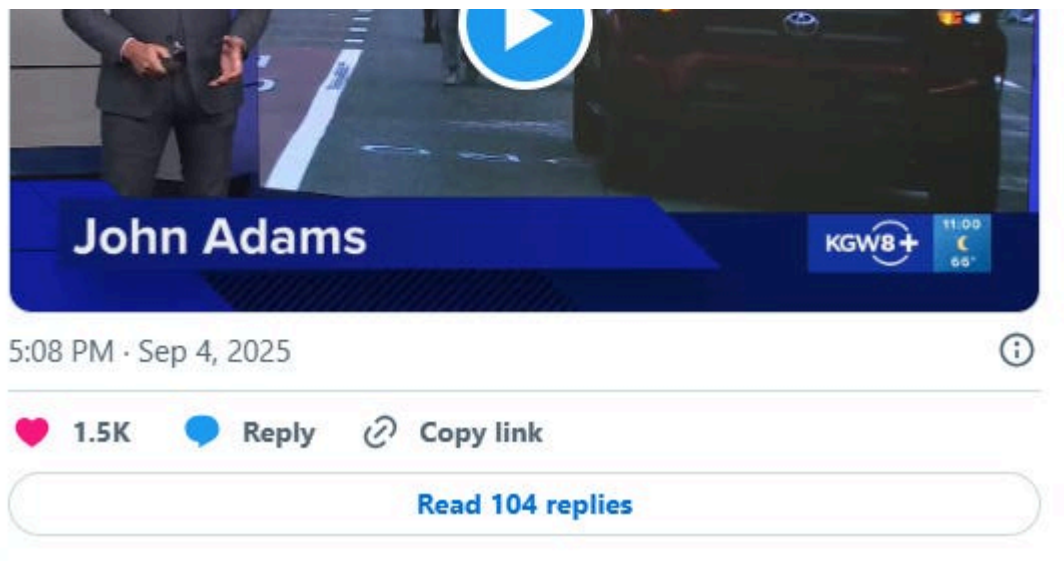 John Adams
KGW8+
11:00
66°
5:08 PM · Sep 4, 2025
1.5K Reply Copy link
Read 104 replies